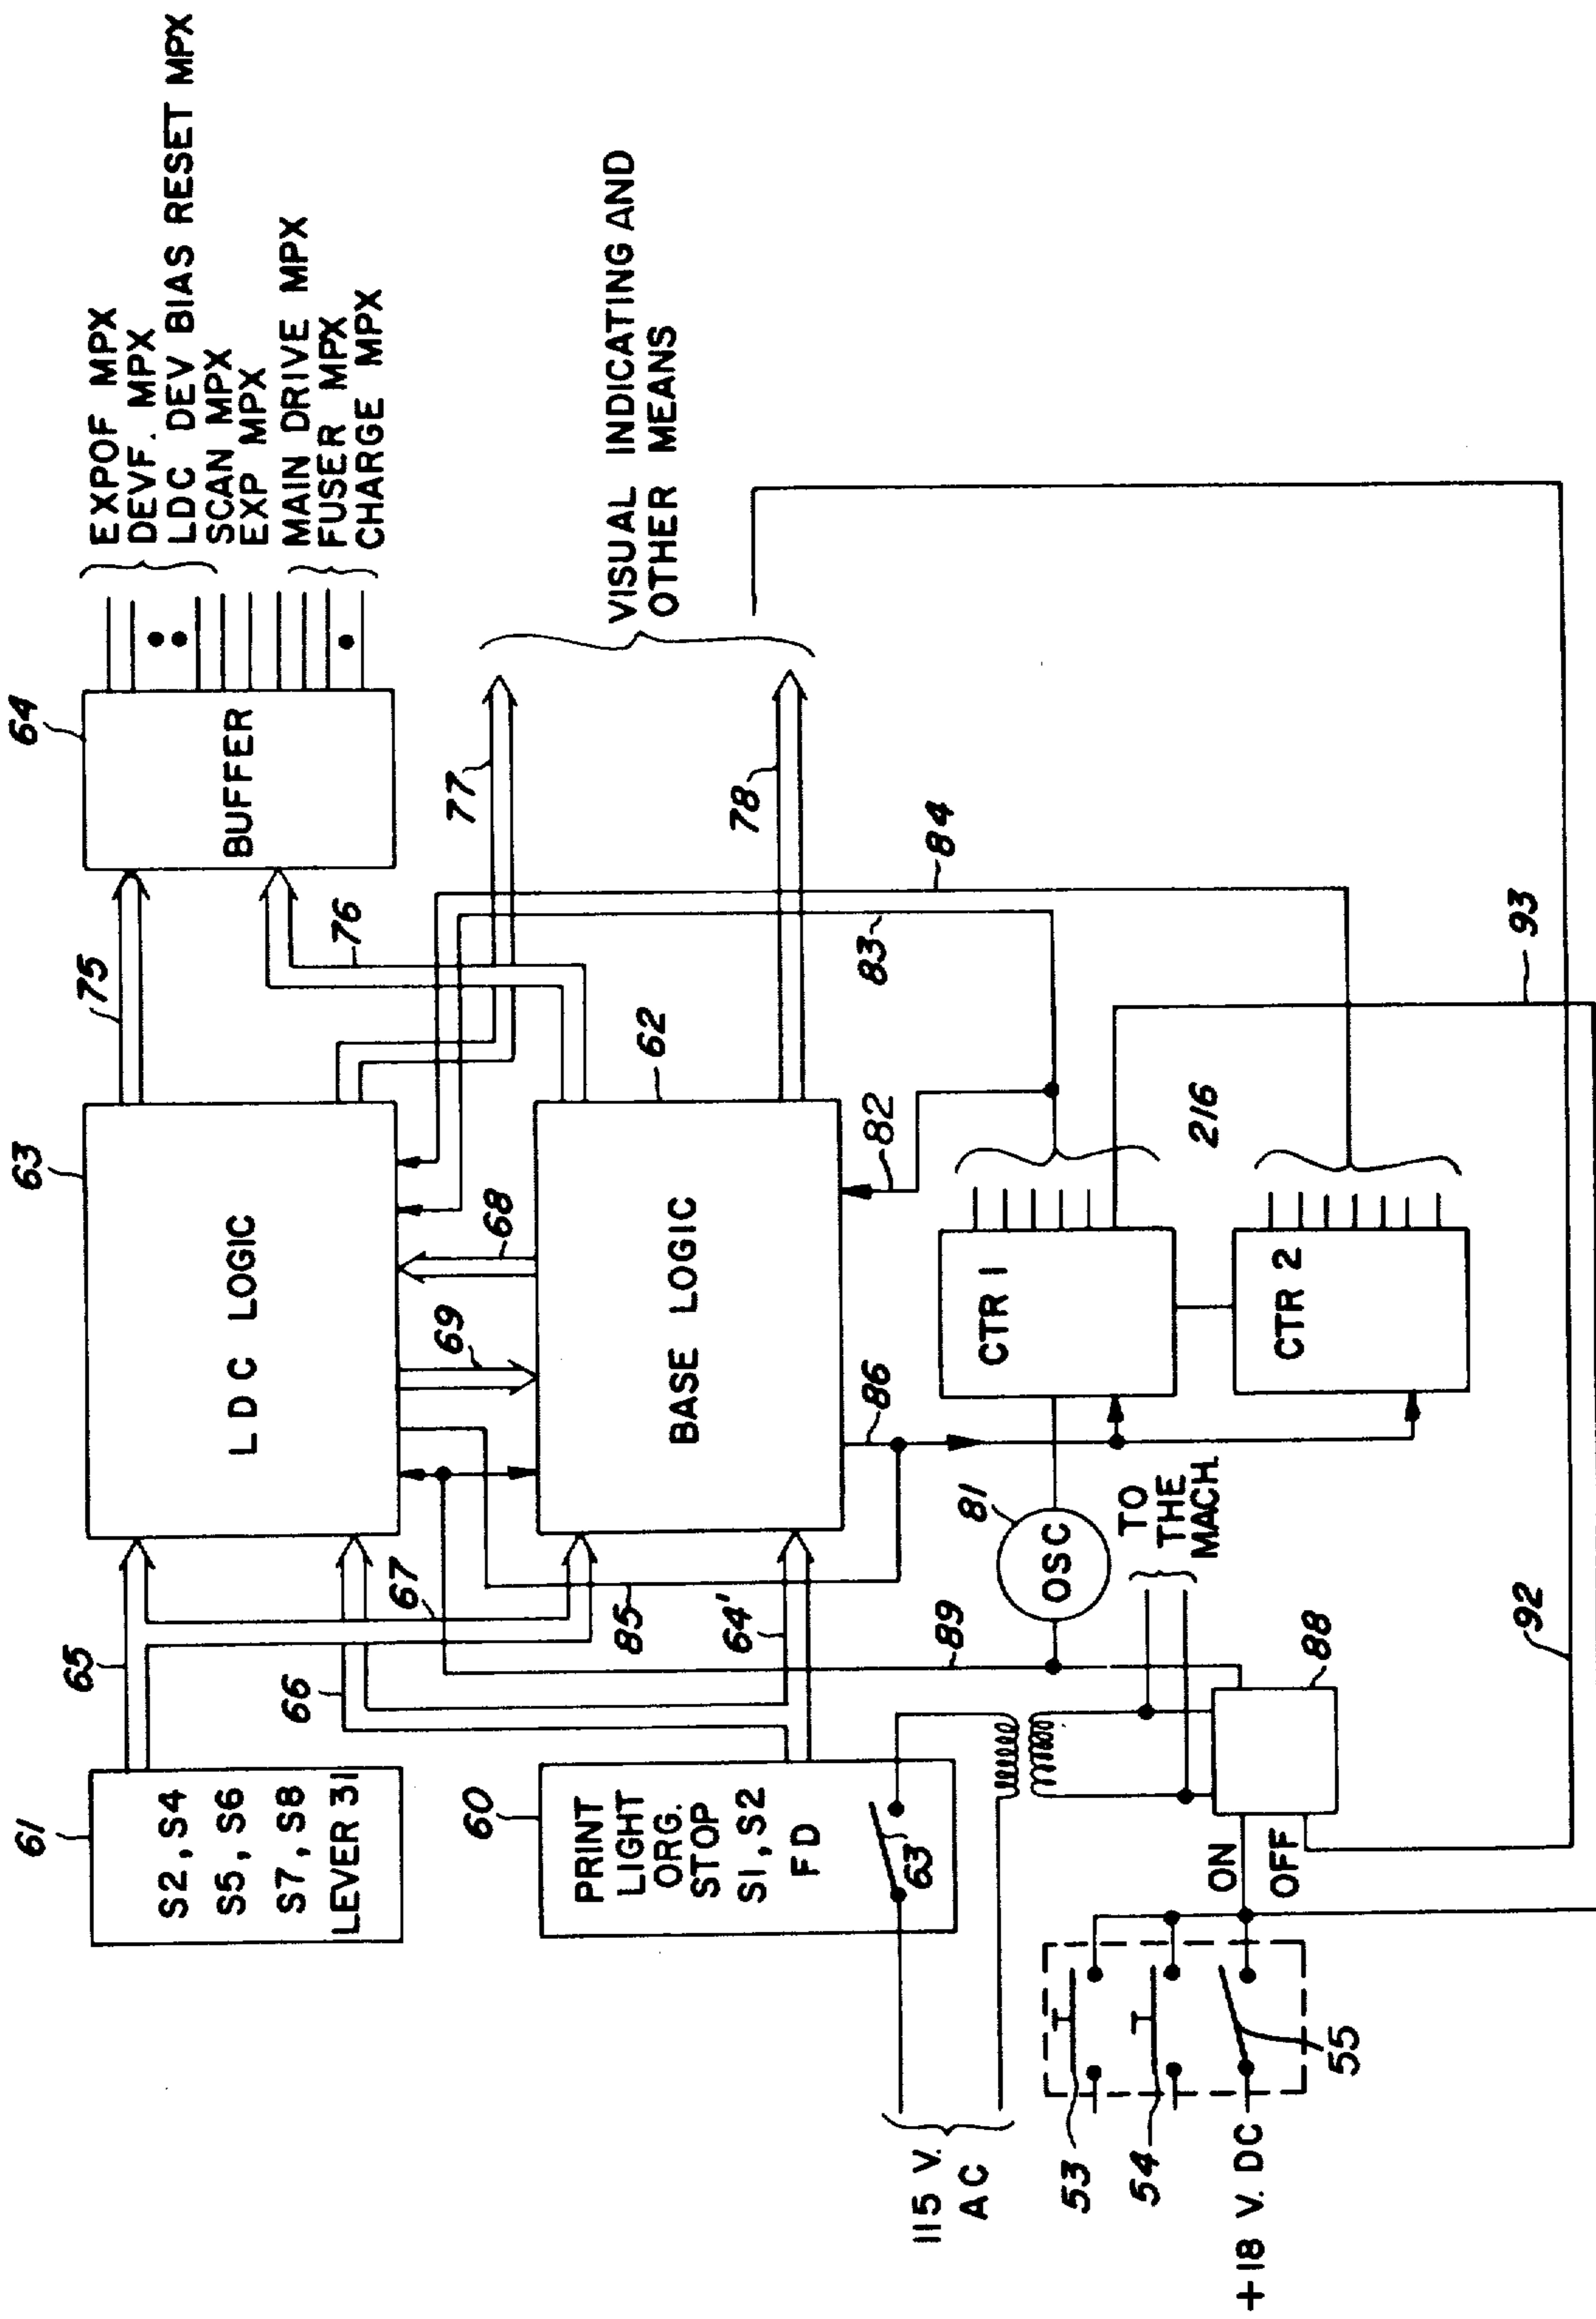 61
S2, S4
S5, S6
S7, S8
LEVER 31
65
66
67
63
LDC LOGIC
75
64
BUFFER
EXPOF MPX
DEVF. MPX
LDC DEV BIAS RESET MPX
SCAN MPX
EXP MPX
MAIN DRIVE MPX
FUSER MPX
CHARGE MPX
76
77
69
68
60
PRINT
LIGHT
ORG.
STOP
S1, S2
FD
63
85
64'
BASE LOGIC
62
78
VISUAL INDICATING AND
OTHER MEANS
86
82
83
84
89
115 V.
AC
81
OSC
CTR 1
216
CTR 2
93
TO
THE
MACH.
88
ON
OFF
53
54
55
+18 V. DC
92